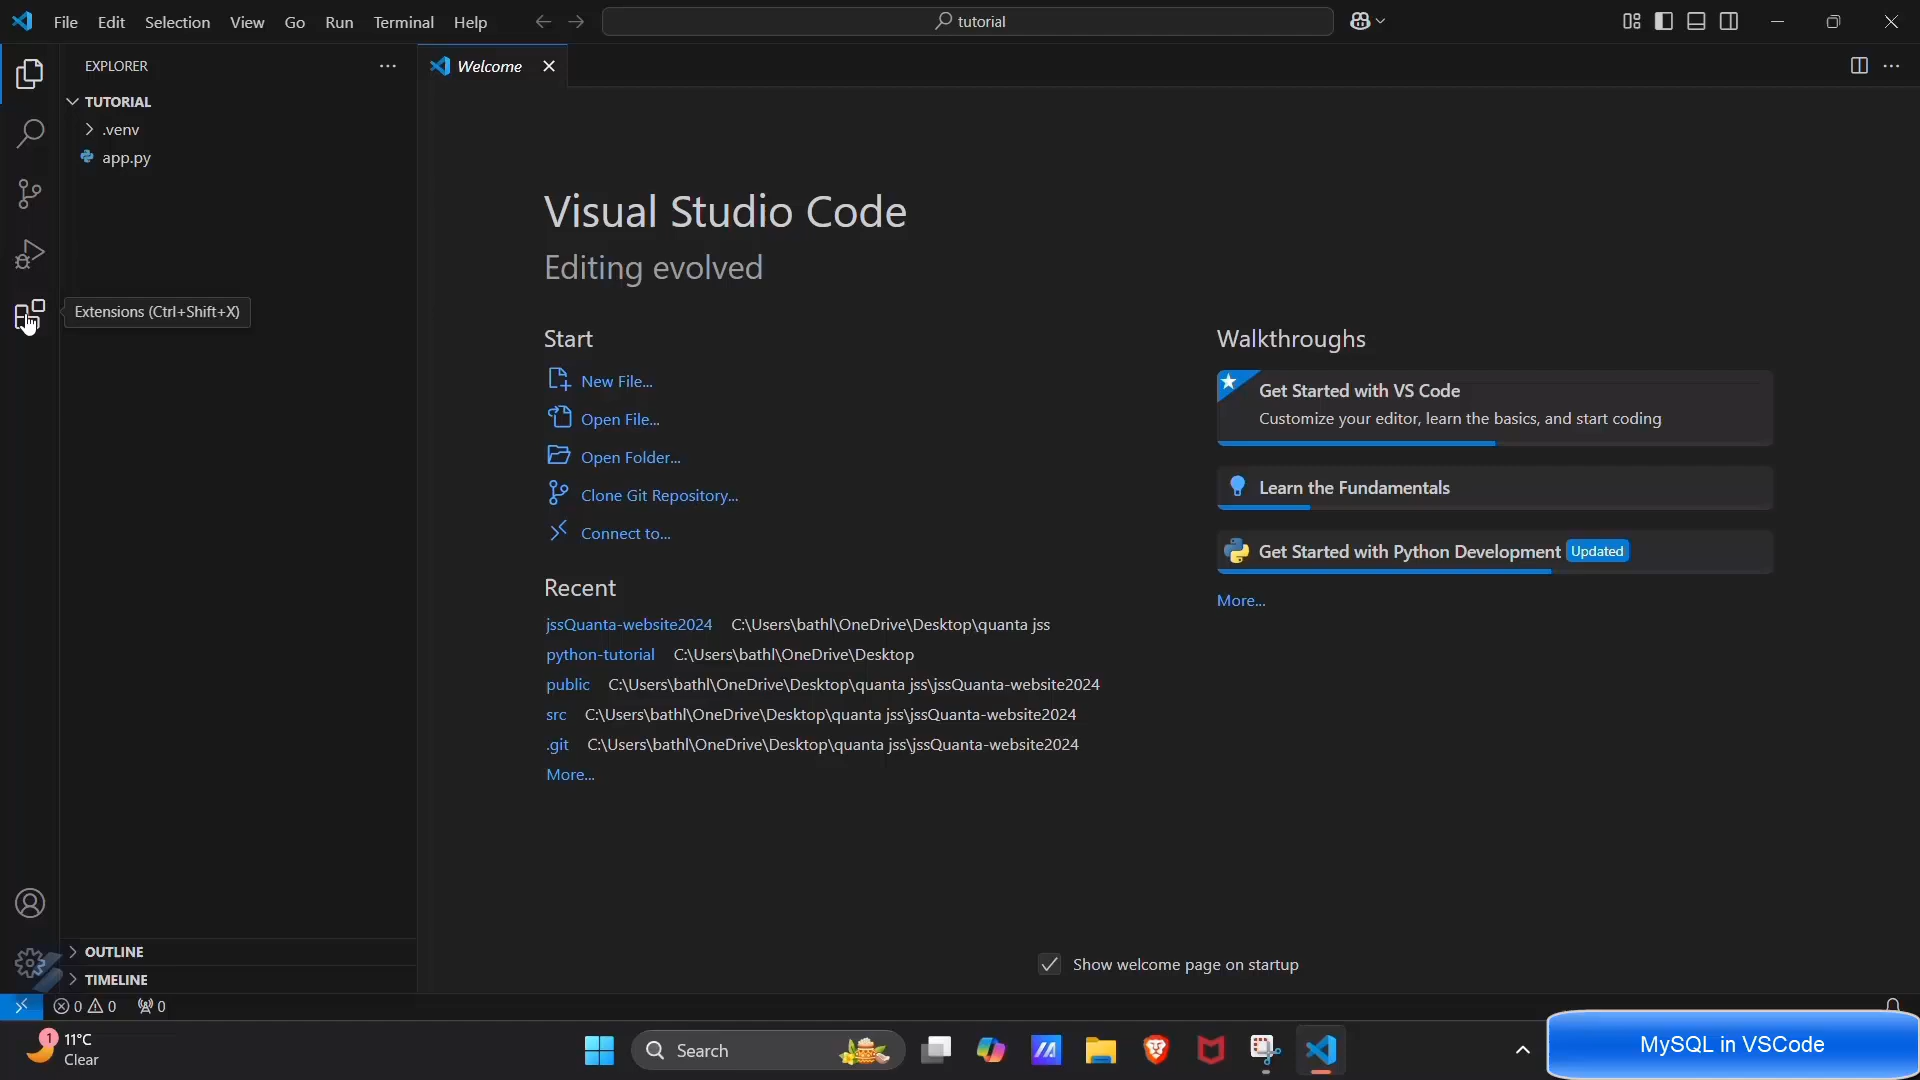 File Edit Selection View Go Run Terminal Help
tutorial
EXPLORER
Welcome
TUTORIAL
.venv
app.py
Extensions (Ctrl+Shift+X)
Visual Studio Code
Editing evolved
Start
New File...
Open File...
Open Folder...
Clone Git Repository...
Connect to...
Recent
jssQuanta-website2024 C:\Users\bathl\OneDrive\Desktop\quanta jss
python-tutorial C:\Users\bathl\OneDrive\Desktop
public C:\Users\bathl\OneDrive\Desktop\quanta jss\jssQuanta-website2024
src C:\Users\bathl\OneDrive\Desktop\quanta jss\jssQuanta-website2024
.git C:\Users\bathl\OneDrive\Desktop\quanta jss\jssQuanta-website2024
More...
Walkthroughs
Get Started with VS Code
Customize your editor, learn the basics, and start coding
Learn the Fundamentals
Get Started with Python Development Updated
More...
Show welcome page on startup
OUTLINE
TIMELINE
0 0 0
1 11°C
Clear
Search
MySQL in VSCode